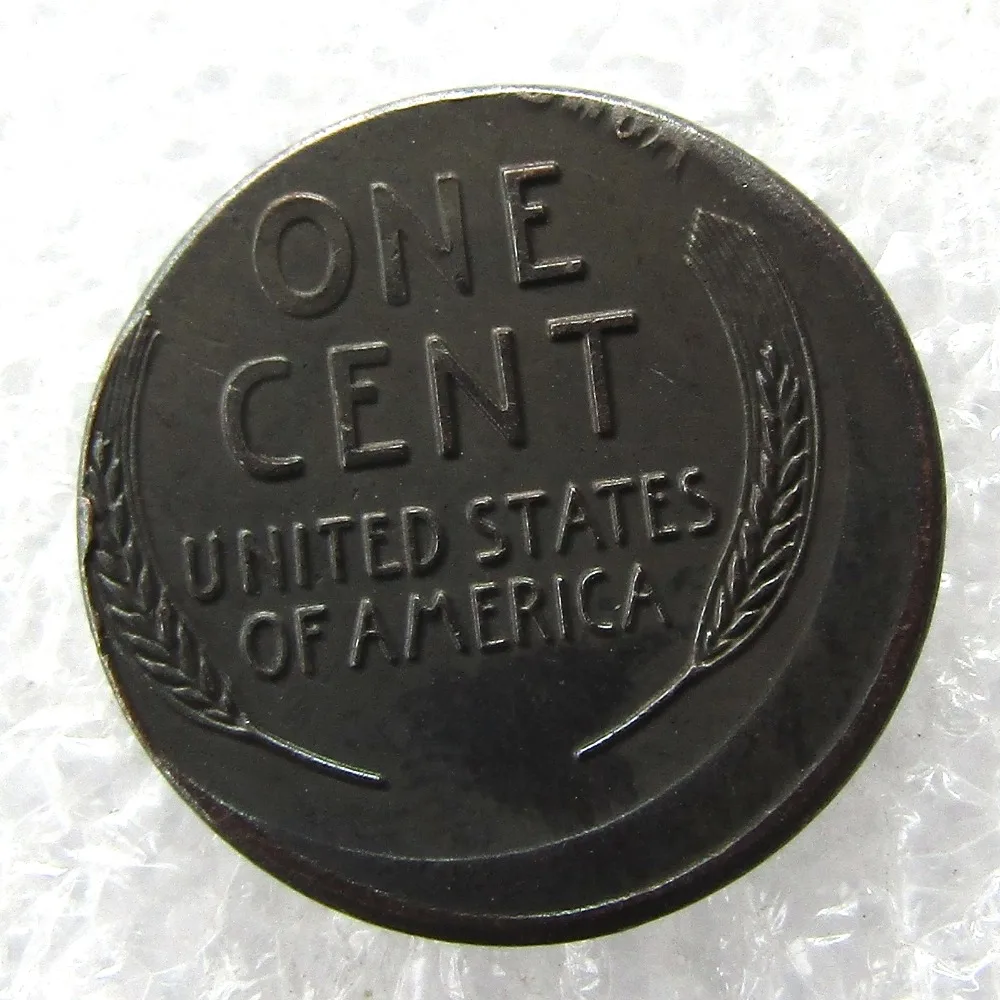 ONE
CENT
UNITED STATES
OF AMERICA